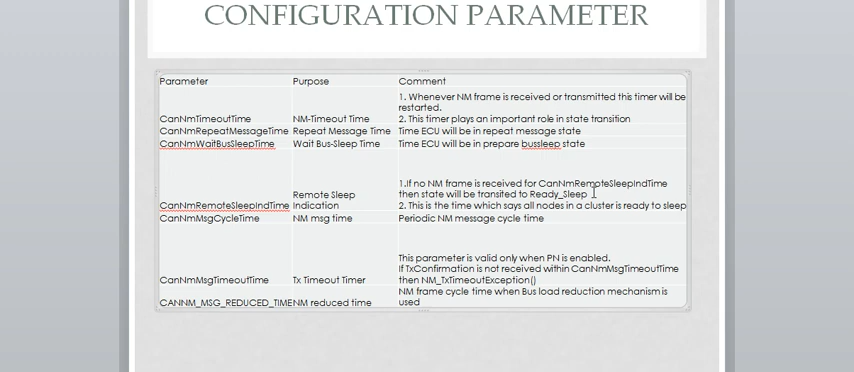 CONFIGURATION PARAMETER
Parameter Purpose Comment
1. Whenever NM frame is received or transmitted this timer will be
restarted.
CanNmTimeoutTime NM-Timeout Time 2. This timer plays an important role in state transition
CanNmRepeatMessageTime Repeat Message Time Time ECU will be in repeat message state
CanNmWaitBusSleepTime Wait Bus-Sleep Time Time ECU will be in prepare bussleep state
1.If no NM frame is received for CanNmRemoteSleepIndTime
Remote Sleep then state will be transited to Ready_Sleep
CanNmRemoteSleepIndTime Indication 2. This is the time which says all nodes in a cluster is ready to sleep
CanNmMsgCycleTime NM msg time Periodic NM message cycle time
This parameter is valid only when PN is enabled.
If TxConfirmation is not received within CanNmMsgTimeoutTime
CanNmMsgTimeoutTime Tx Timeout Timer then NM_TxTimeoutException()
NM frame cycle time when Bus load reduction mechanism is
CANNM_MSG_REDUCED_TIME NM reduced time used